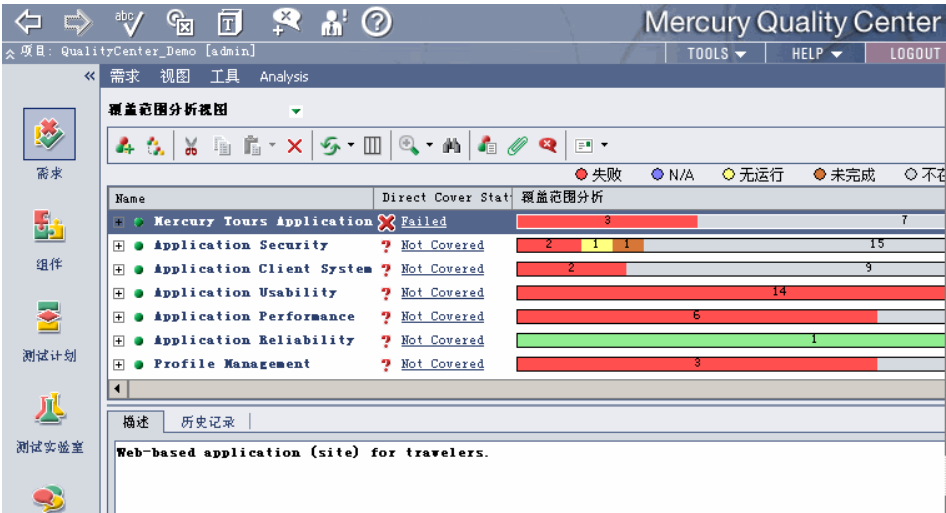 abc
Mercury Quality Center
项目: QualityCenter_Demo [admin]
TOOLS HELP LOGOUT
需求 视图 工具 Analysis
覆盖范围分析视图
需求
失败 N/A 无运行 未完成 不在
Name Direct Cover Stat 覆盖范围分析
Mercury Tours Application Failed 3 7
Application Security Not Covered 2 1 1 15
组件
Application Client System Not Covered 2 9
Application Usability Not Covered 14
Application Performance Not Covered 6
Application Reliability Not Covered 1
测试计划
Profile Management Not Covered 3
描述 历史记录
测试实验室
Web-based application (site) for travelers.